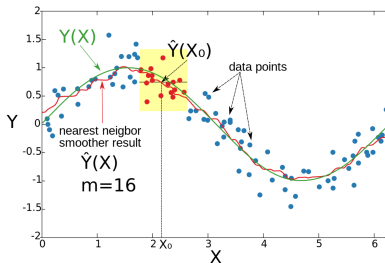 2
1.5
1
0.5
0
-0.5
-1
-1.5
-2
Y
Y(X)
Ŷ(X₀)
data points
nearest neigbor
smoother result
Ŷ(X)
m=16
0
1
2
X₀
3
4
5
6
X